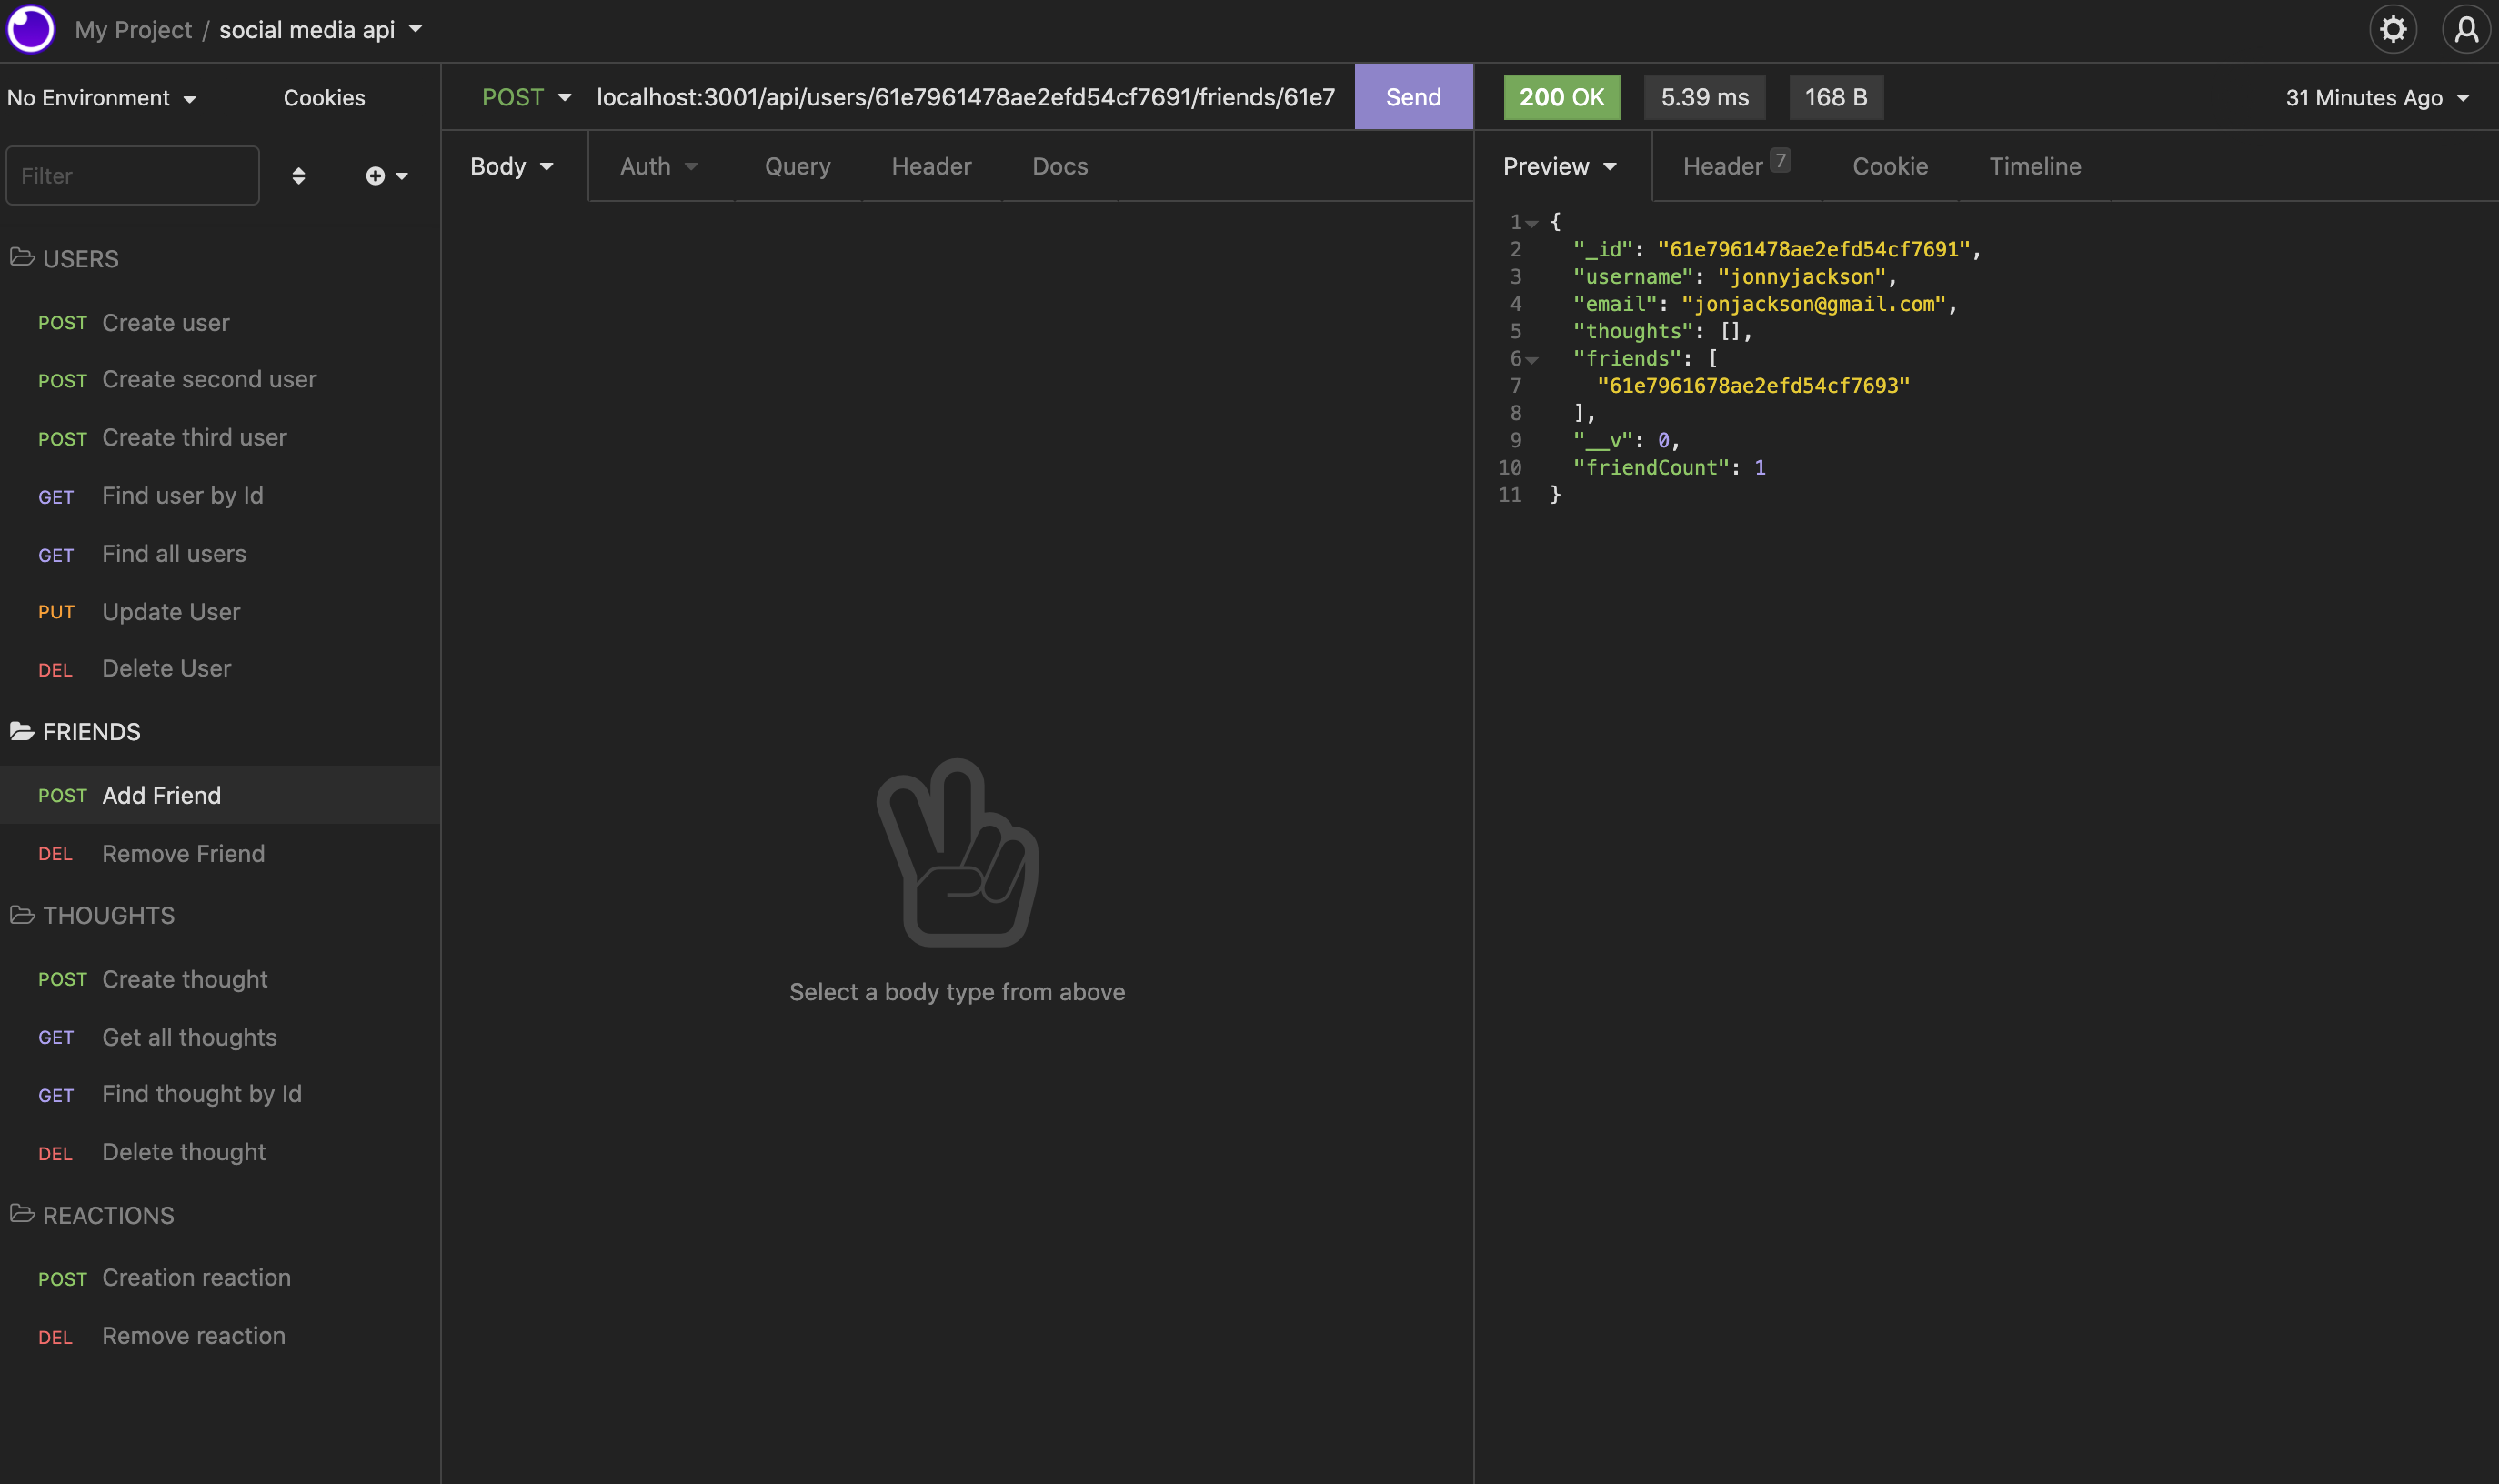 My Project / social media api
No Environment
Cookies
Filter
USERS
POST Create user
POST Create second user
POST Create third user
GET Find user by Id
GET Find all users
PUT Update User
DEL Delete User
FRIENDS
POST Add Friend
DEL Remove Friend
THOUGHTS
POST Create thought
GET Get all thoughts
GET Find thought by Id
DEL Delete thought
REACTIONS
POST Creation reaction
DEL Remove reaction
POST localhost:3001/api/users/61e7961478ae2efd54cf7691/friends/61e7 Send
Body Auth Query Header Docs
Select a body type from above
200 OK 5.39 ms 168 B 31 Minutes Ago
Preview Header 7 Cookie Timeline
1 {
2 "_id": "61e7961478ae2efd54cf7691",
3 "username": "jonnyjackson",
4 "email": "jonjackson@gmail.com",
5 "thoughts": [],
6 "friends": [
7 "61e7961678ae2efd54cf7693"
8 ],
9 "__v": 0,
10 "friendCount": 1
11 }